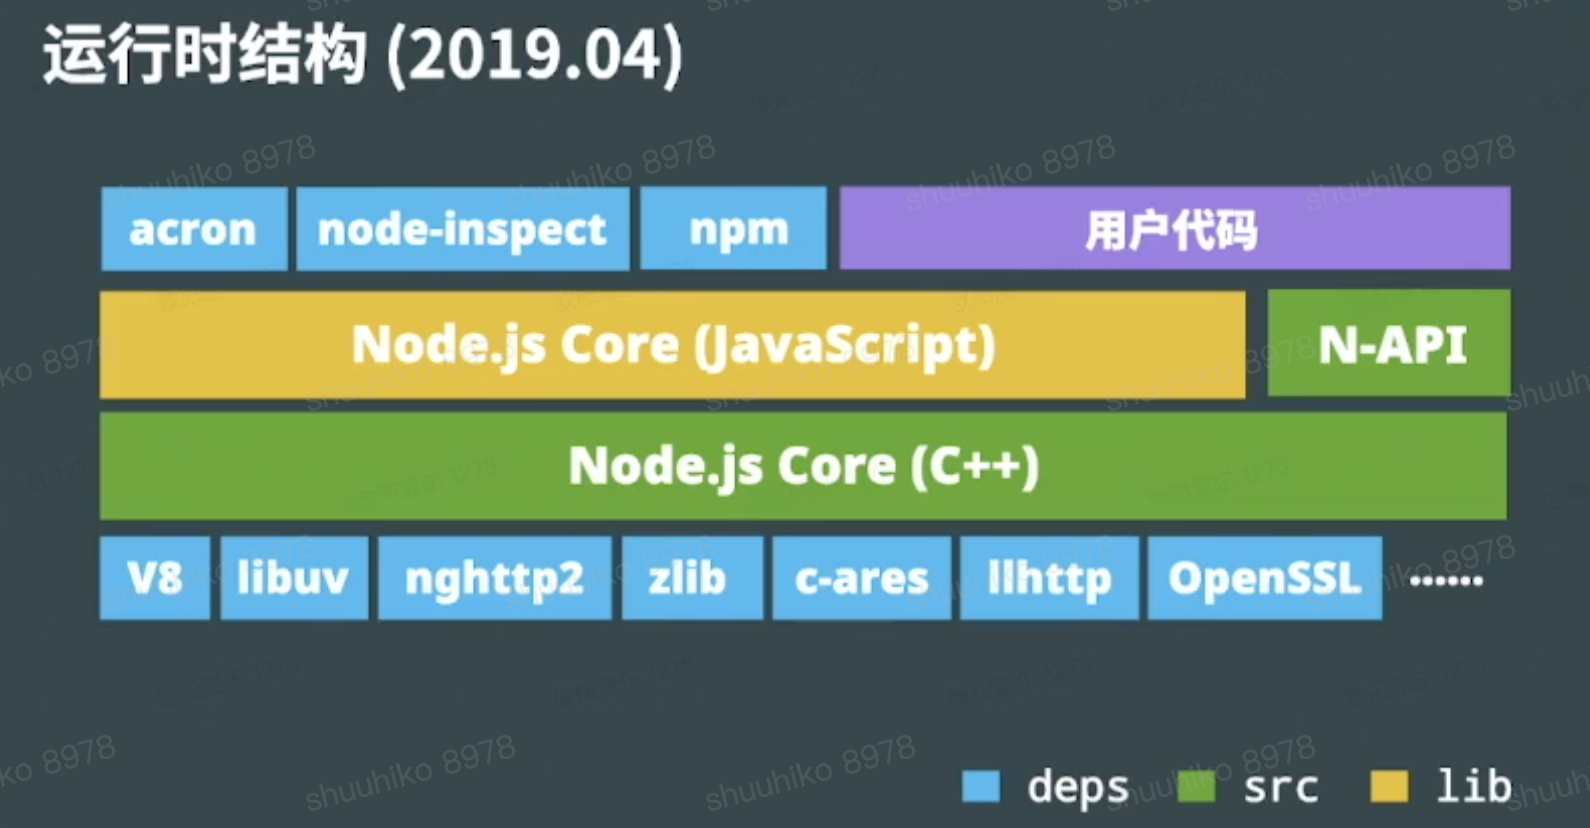 运行时结构 (2019.04)
acron node-inspect npm 用户代码
Node.js Core (JavaScript) N-API
Node.js Core (C++)
V8 libuv nghttp2 zlib c-ares llhttp OpenSSL ······
deps src lib
shuuhiko 8978